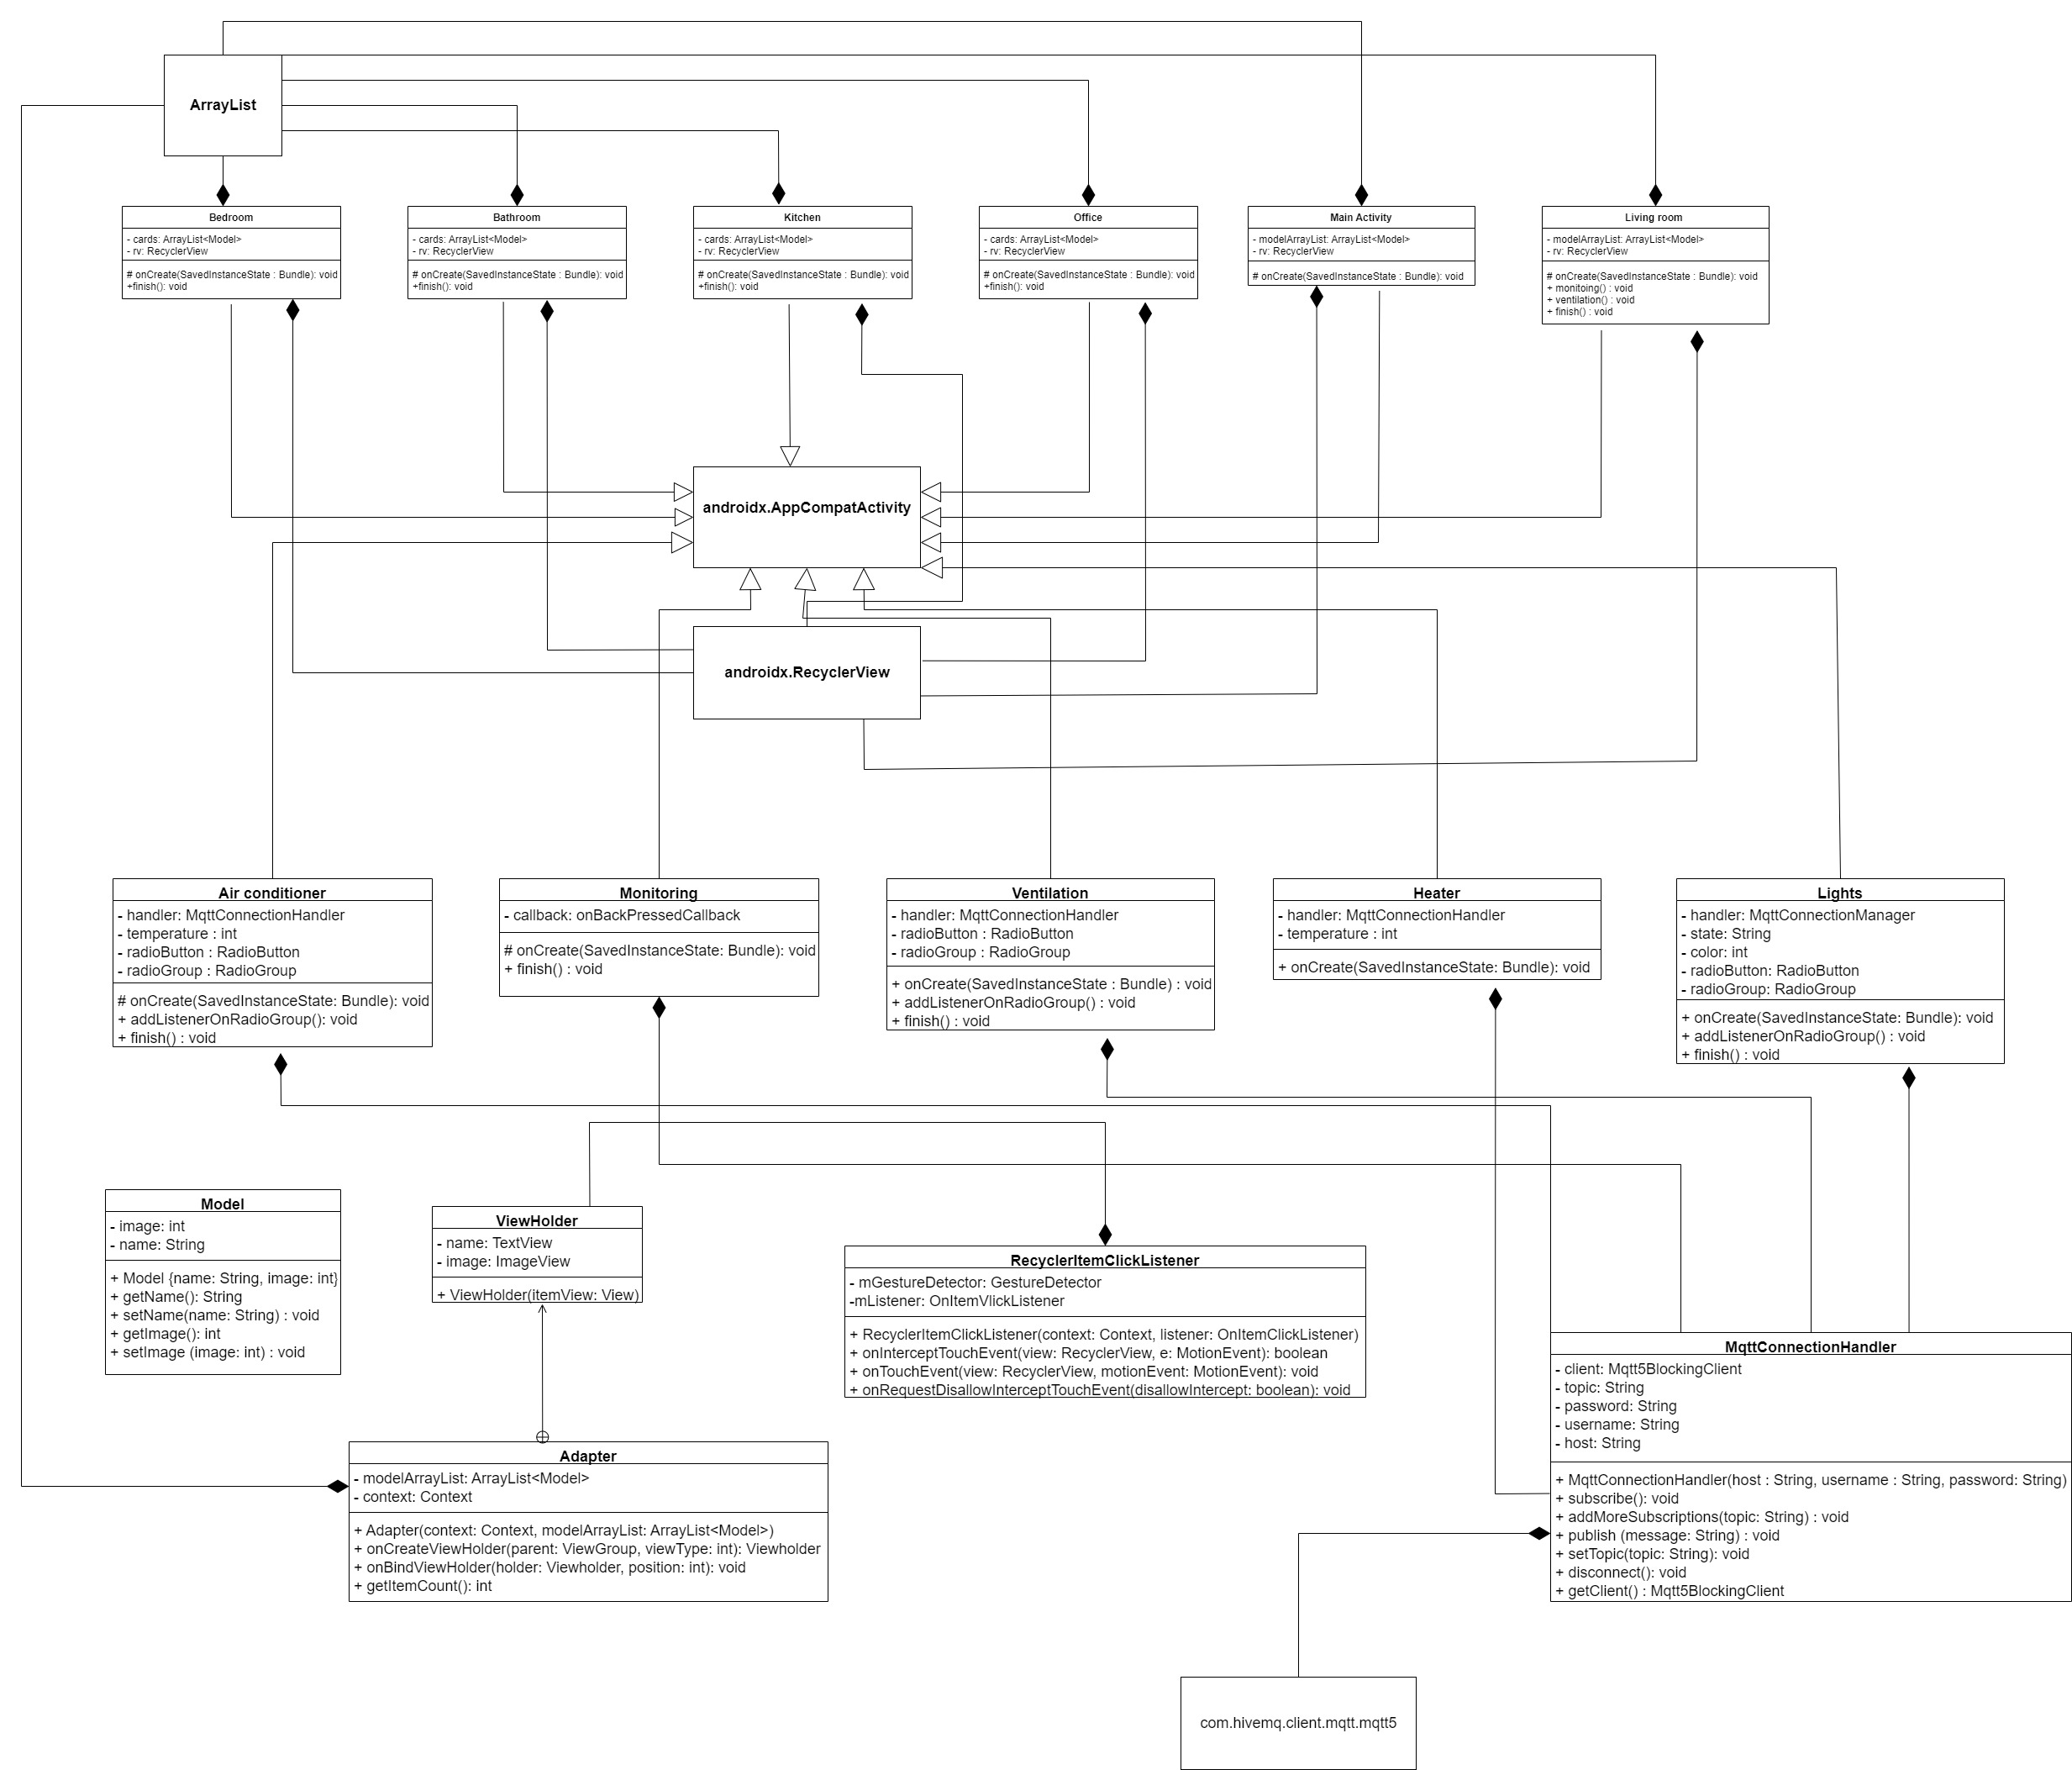 ArrayList
Bedroom
- cards: ArrayList<Model>
- rv: RecyclerView
# onCreate(SavedInstanceState : Bundle): void
+finish(): void
Bathroom
- cards: ArrayList<Model>
- rv: RecyclerView
# onCreate(SavedInstanceState : Bundle): void
+finish(): void
Kitchen
- cards: ArrayList<Model>
- rv: RecyclerView
# onCreate(SavedInstanceState : Bundle): void
+finish(): void
Office
- cards: ArrayList<Model>
- rv: RecyclerView
# onCreate(SavedInstanceState : Bundle): void
+finish(): void
Main Activity
- modelArrayList: ArrayList<Model>
- rv: RecyclerView
# onCreate(SavedInstanceState : Bundle): void
Living room
- modelArrayList: ArrayList<Model>
- rv: RecyclerView
# onCreate(SavedInstanceState : Bundle): void
+ monitoing() : void
+ ventilation() : void
+ finish() : void
androidx.AppCompatActivity
androidx.RecyclerView
Air conditioner
- handler: MqttConnectionHandler
- temperature : int
- radioButton : RadioButton
- radioGroup : RadioGroup
# onCreate(SavedInstanceState: Bundle): void
+ addListenerOnRadioGroup(): void
+ finish() : void
Monitoring
- callback: onBackPressedCallback
# onCreate(SavedInstanceState: Bundle): void
+ finish() : void
Ventilation
- handler: MqttConnectionHandler
- radioButton : RadioButton
- radioGroup : RadioGroup
+ onCreate(SavedInstanceState : Bundle) : void
+ addListenerOnRadioGroup() : void
+ finish() : void
Heater
- handler: MqttConnectionHandler
- temperature : int
+ onCreate(SavedInstanceState: Bundle): void
Lights
- handler: MqttConnectionManager
- state: String
- color: int
- radioButton: RadioButton
- radioGroup: RadioGroup
+ onCreate(SavedInstanceState: Bundle): void
+ addListenerOnRadioGroup() : void
+ finish() : void
Model
- image: int
- name: String
+ Model {name: String, image: int}
+ getName(): String
+ setName(name: String) : void
+ getImage(): int
+ setImage (image: int) : void
ViewHolder
- name: TextView
- image: ImageView
+ ViewHolder(itemView: View)
RecyclerItemClickListener
- mGestureDetector: GestureDetector
-mListener: OnItemVlickListener
+ RecyclerItemClickListener(context: Context, listener: OnItemClickListener)
+ onInterceptTouchEvent(view: RecyclerView, e: MotionEvent): boolean
+ onTouchEvent(view: RecyclerView, motionEvent: MotionEvent): void
+ onRequestDisallowInterceptTouchEvent(disallowIntercept: boolean): void
MqttConnectionHandler
- client: Mqtt5BlockingClient
- topic: String
- password: String
- username: String
- host: String
+ MqttConnectionHandler(host : String, username : String, password: String)
+ subscribe(): void
+ addMoreSubscriptions(topic: String) : void
+ publish (message: String) : void
+ setTopic(topic: String): void
+ disconnect(): void
+ getClient() : Mqtt5BlockingClient
Adapter
- modelArrayList: ArrayList<Model>
- context: Context
+ Adapter(context: Context, modelArrayList: ArrayList<Model>)
+ onCreateViewHolder(parent: ViewGroup, viewType: int): Viewholder
+ onBindViewHolder(holder: Viewholder, position: int): void
+ getItemCount(): int
com.hivemq.client.mqtt.mqtt5